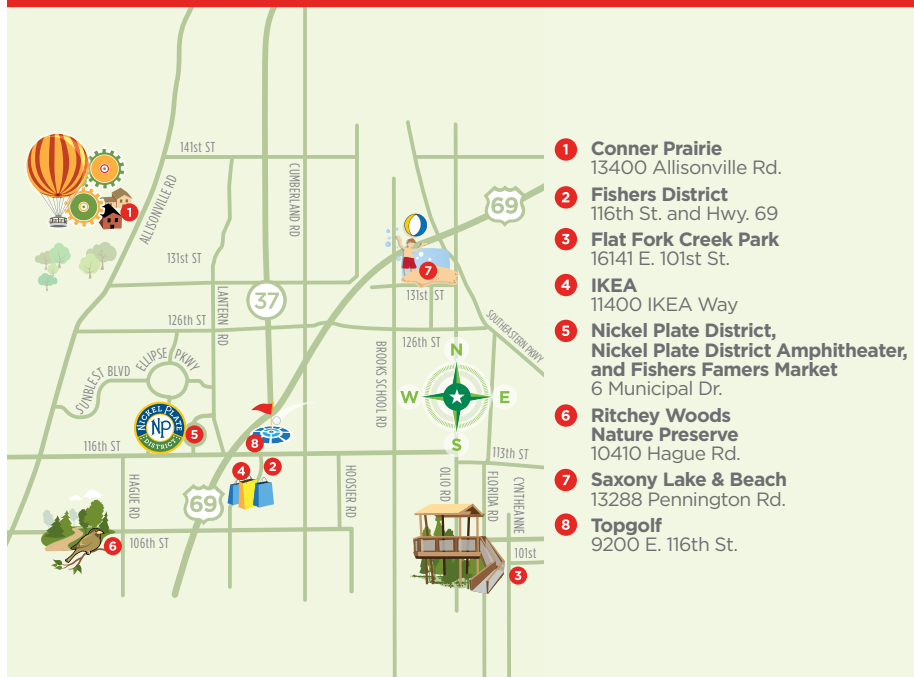 141st ST
ALLISONVILLE RD
CUMBERLAND RD
69
1
131st ST
7
131st ST
LANTERN RD
37
126th ST
SOUTHEASTERN PKWY
126th ST
BROOKS SCHOOL RD
N
W
E
S
SUNBLEST BLVD
ELLIPSE PKWY
NICKEL PLATE
NP
DISTRICT
5
8
116th ST
113th ST
4
2
HAGUE RD
69
HOOSIER RD
OLIO RD
FLORIDA RD
CYNTHEANNE
6
106th ST
101st
3
1 Conner Prairie
13400 Allisonville Rd.
2 Fishers District
116th St. and Hwy. 69
3 Flat Fork Creek Park
16141 E. 101st St.
4 IKEA
11400 IKEA Way
5 Nickel Plate District,
Nickel Plate District Amphitheater,
and Fishers Famers Market
6 Municipal Dr.
6 Ritchey Woods
Nature Preserve
10410 Hague Rd.
7 Saxony Lake & Beach
13288 Pennington Rd.
8 Topgolf
9200 E. 116th St.